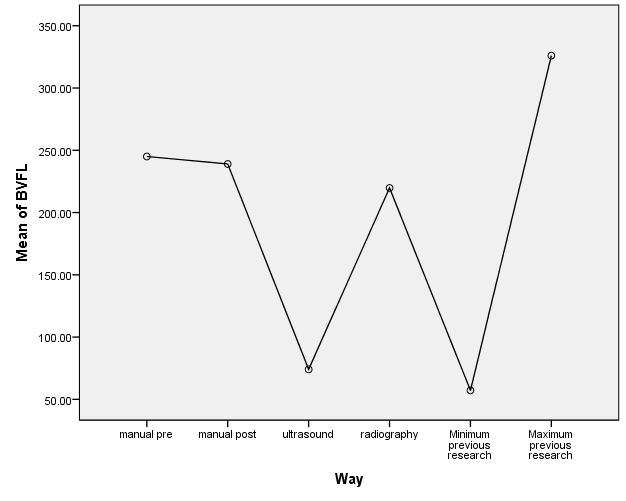 350.00
300.00
250.00
200.00
150.00
100.00
50.00
Mean of BVFL
manual pre
manual post
ultrasound
radiography
Minimum
previous
research
Maximum
previous
research
Way